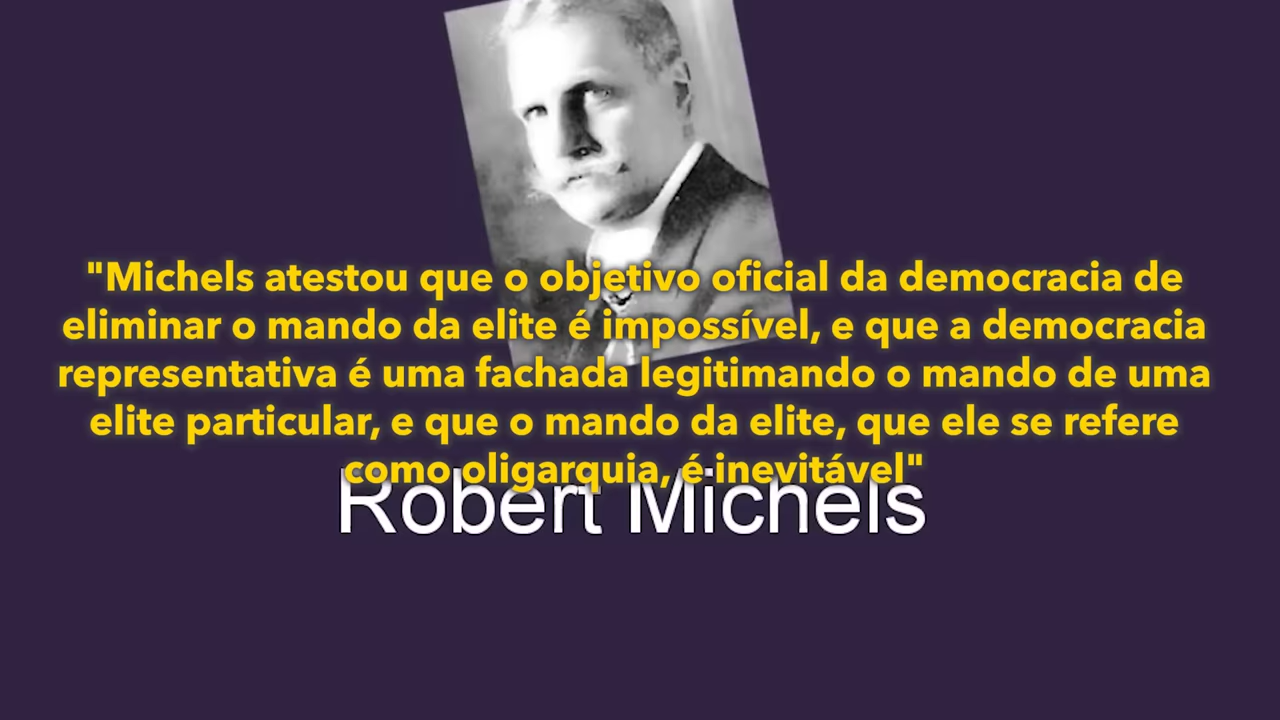 "Michels atestou que o objetivo oficial da democracia de
eliminar o mando da elite é impossível, e que a democracia
representativa é uma fachada legitimando o mando de uma
elite particular, e que o mando da elite, que ele se refere
como oligarquia, é inevitável"
Robert Michels